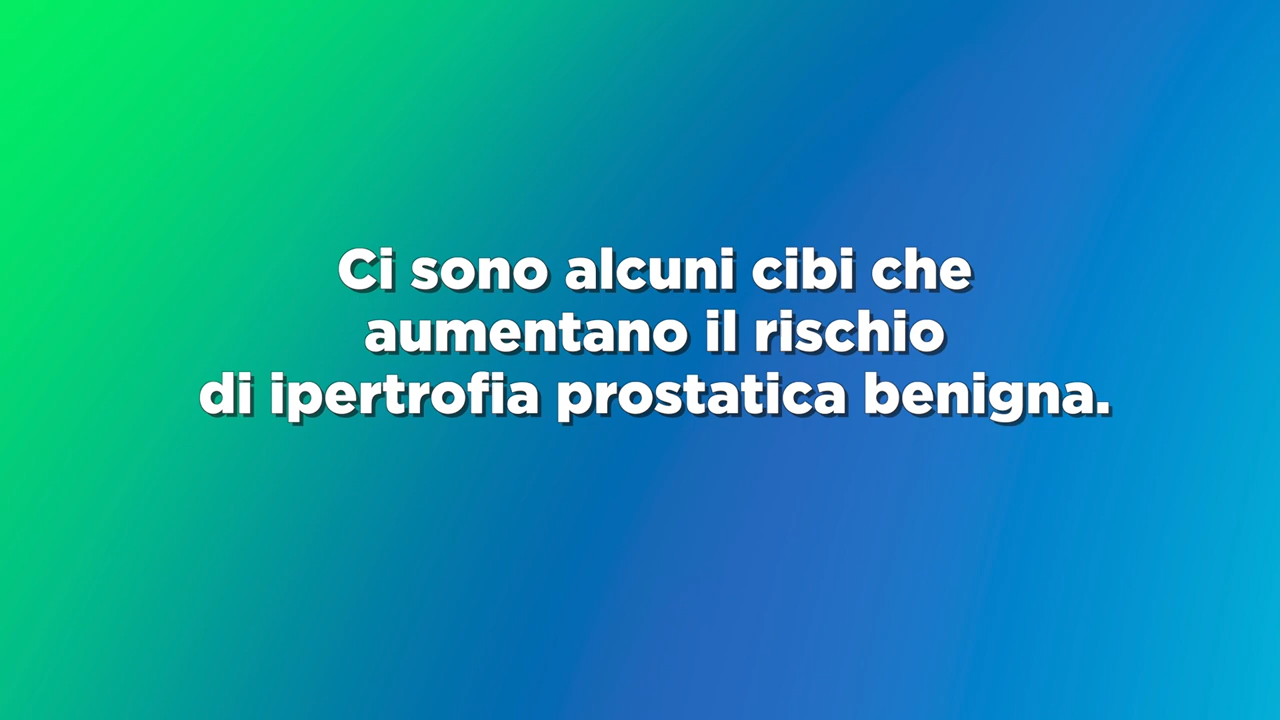 Ci sono alcuni cibi che
aumentano il rischio
di ipertrofia prostatica benigna.